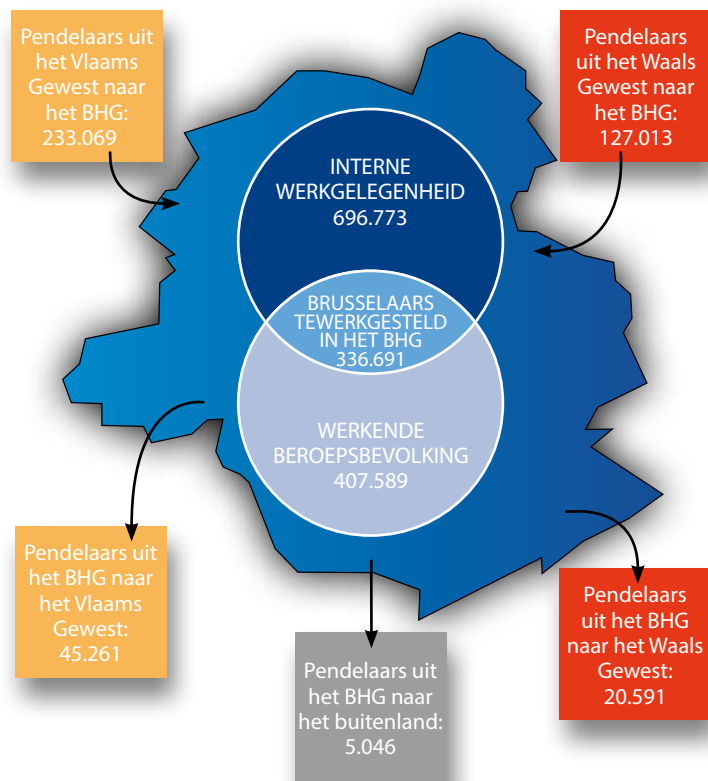 Pendelaars uit
het Vlaams
Gewest naar
het BHG:
233.069
Pendelaars
uit het Waals
Gewest naar
het BHG:
127.013
INTERNE
WERKGELEGENHEID
696.773
BRUSSELAARS
TEWERKGESTELD
IN HET BHG
336.691
WERKENDE
BEROEPSBEVOLKING
407.589
Pendelaars uit
het BHG naar
het Vlaams
Gewest:
45.261
Pendelaars uit
het BHG naar
het buitenland:
5.046
Pendelaars
uit het BHG
naar het Waals
Gewest:
20.591